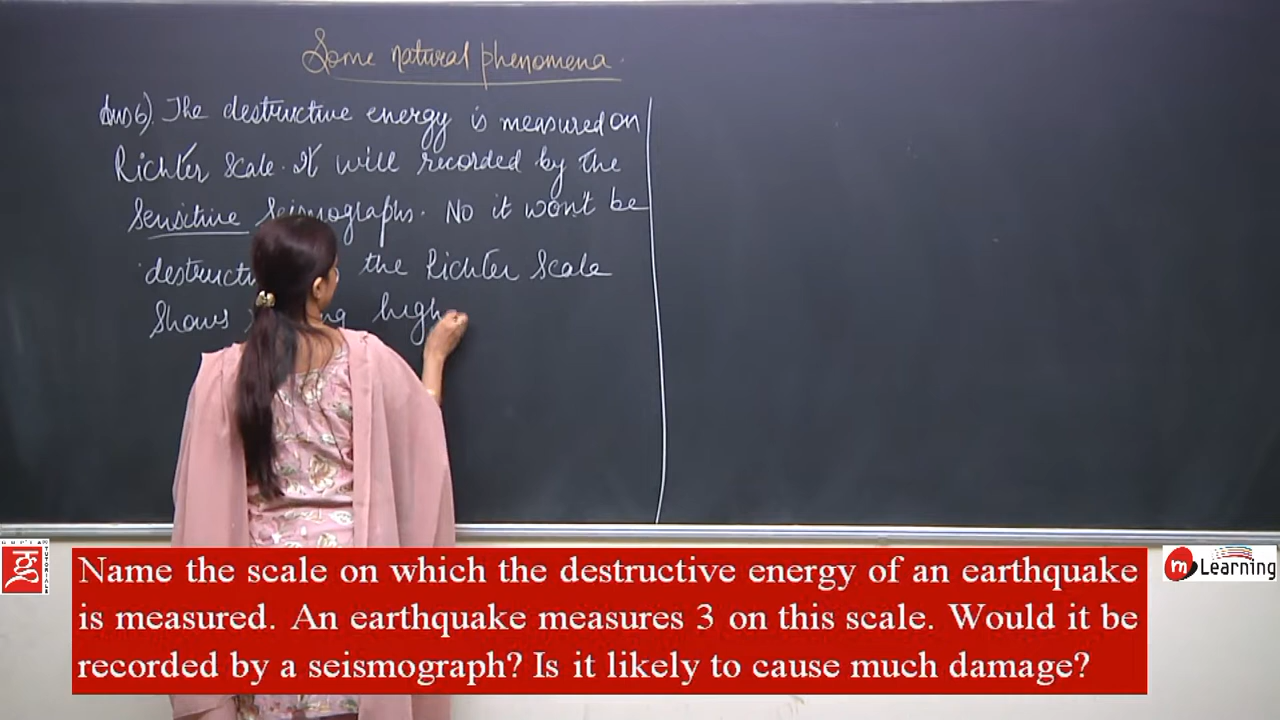 Some natural phenomena.
Ans 6). The destructive energy is measured on
Richter Scale. It will recorded by the
Sensitive Seismographs. No it won't be
the Richter Scale
Shows
Name the scale on which the destructive energy of an earthquake
is measured. An earthquake measures 3 on this scale. Would it be
recorded by a seismograph? Is it likely to cause much damage?
m Learning